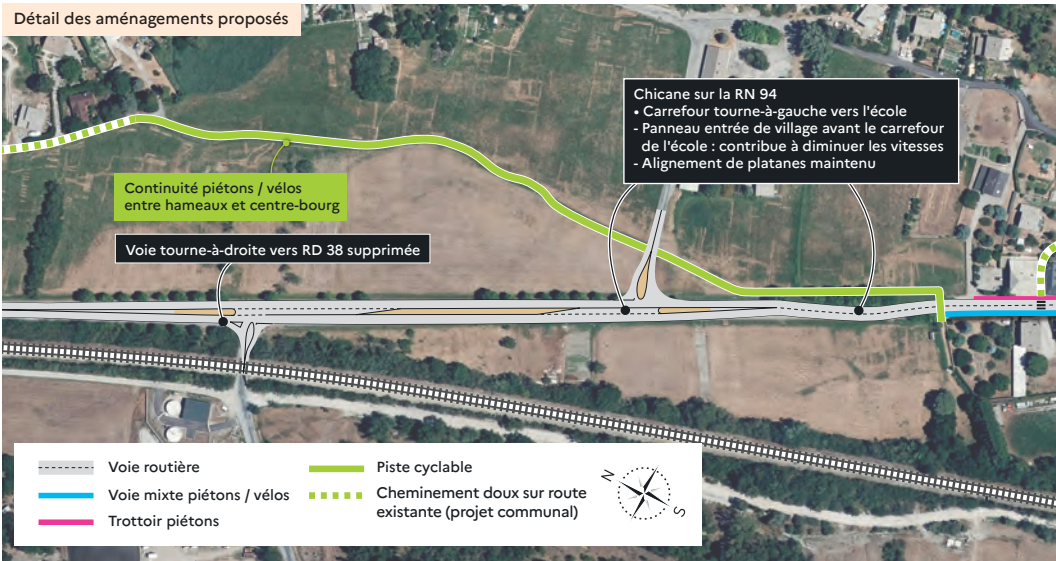 Détail des aménagements proposés
Chicane sur la RN 94
• Carrefour tourne-à-gauche vers l'école
- Panneau entrée de village avant le carrefour
de l'école : contribue à diminuer les vitesses
- Alignement de platanes maintenu
Continuité piétons / vélos
entre hameaux et centre-bourg
Voie tourne-à-droite vers RD 38 supprimée
Voie routière
Voie mixte piétons / vélos
Trottoir piétons
Piste cyclable
Cheminement doux sur route
existante (projet communal)
N
S